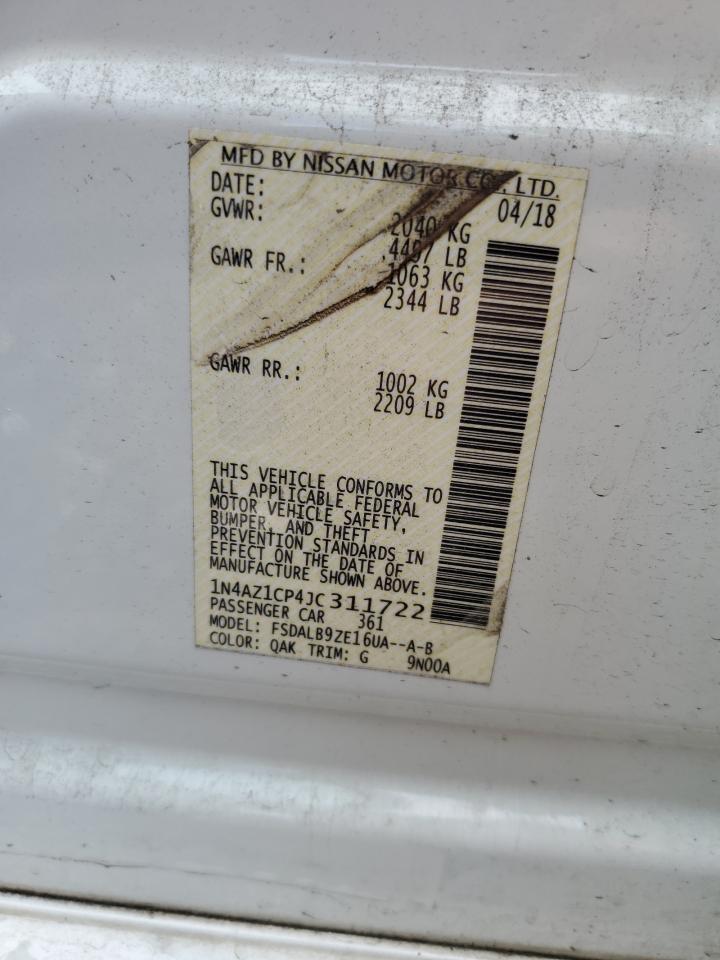 MFD BY NISSAN MOTOR CO., LTD.
DATE: 04/18
GVWR: 2040 KG
4497 LB
GAWR FR.: 1063 KG
2344 LB
GAWR RR.: 1002 KG
2209 LB
THIS VEHICLE CONFORMS TO
ALL APPLICABLE FEDERAL
MOTOR VEHICLE SAFETY,
BUMPER, AND THEFT
PREVENTION STANDARDS IN
EFFECT ON THE DATE OF
MANUFACTURE SHOWN ABOVE.
1N4AZ1CP4JC311722
PASSENGER CAR 361
MODEL: FSDALB9ZE16UA--A-B
COLOR: QAK TRIM: G 9N00A